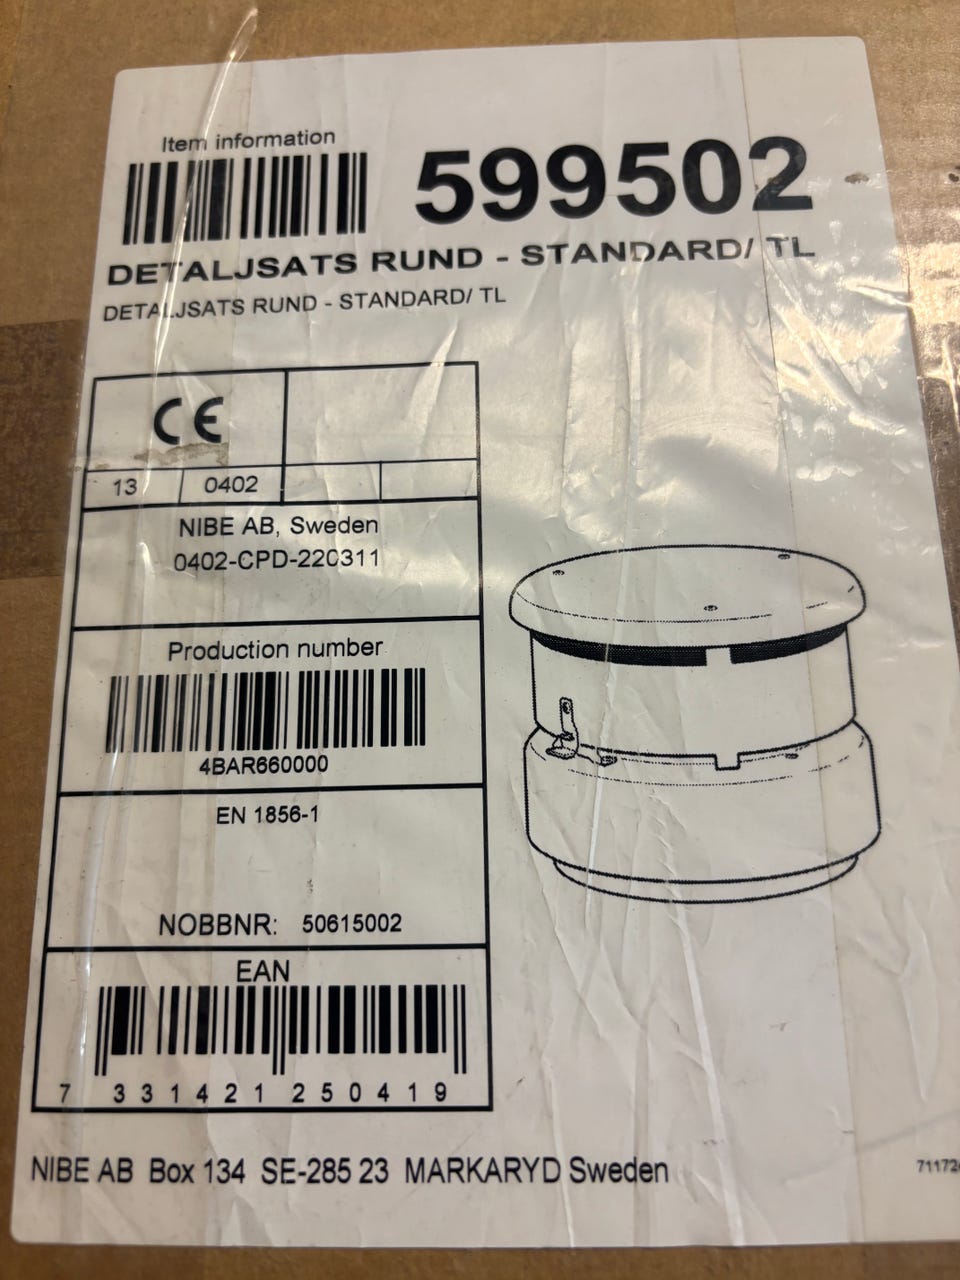 Item information
599502
DETALJSATS RUND - STANDARD/ TL
DETALJSATS RUND - STANDARD/ TL
CE
13 0402
NIBE AB, Sweden
0402-CPD-220311
Production number
4BAR660000
EN 1856-1
NOBBNR: 50615002
EAN
7 331421 250419
NIBE AB Box 134 SE-285 23 MARKARYD Sweden